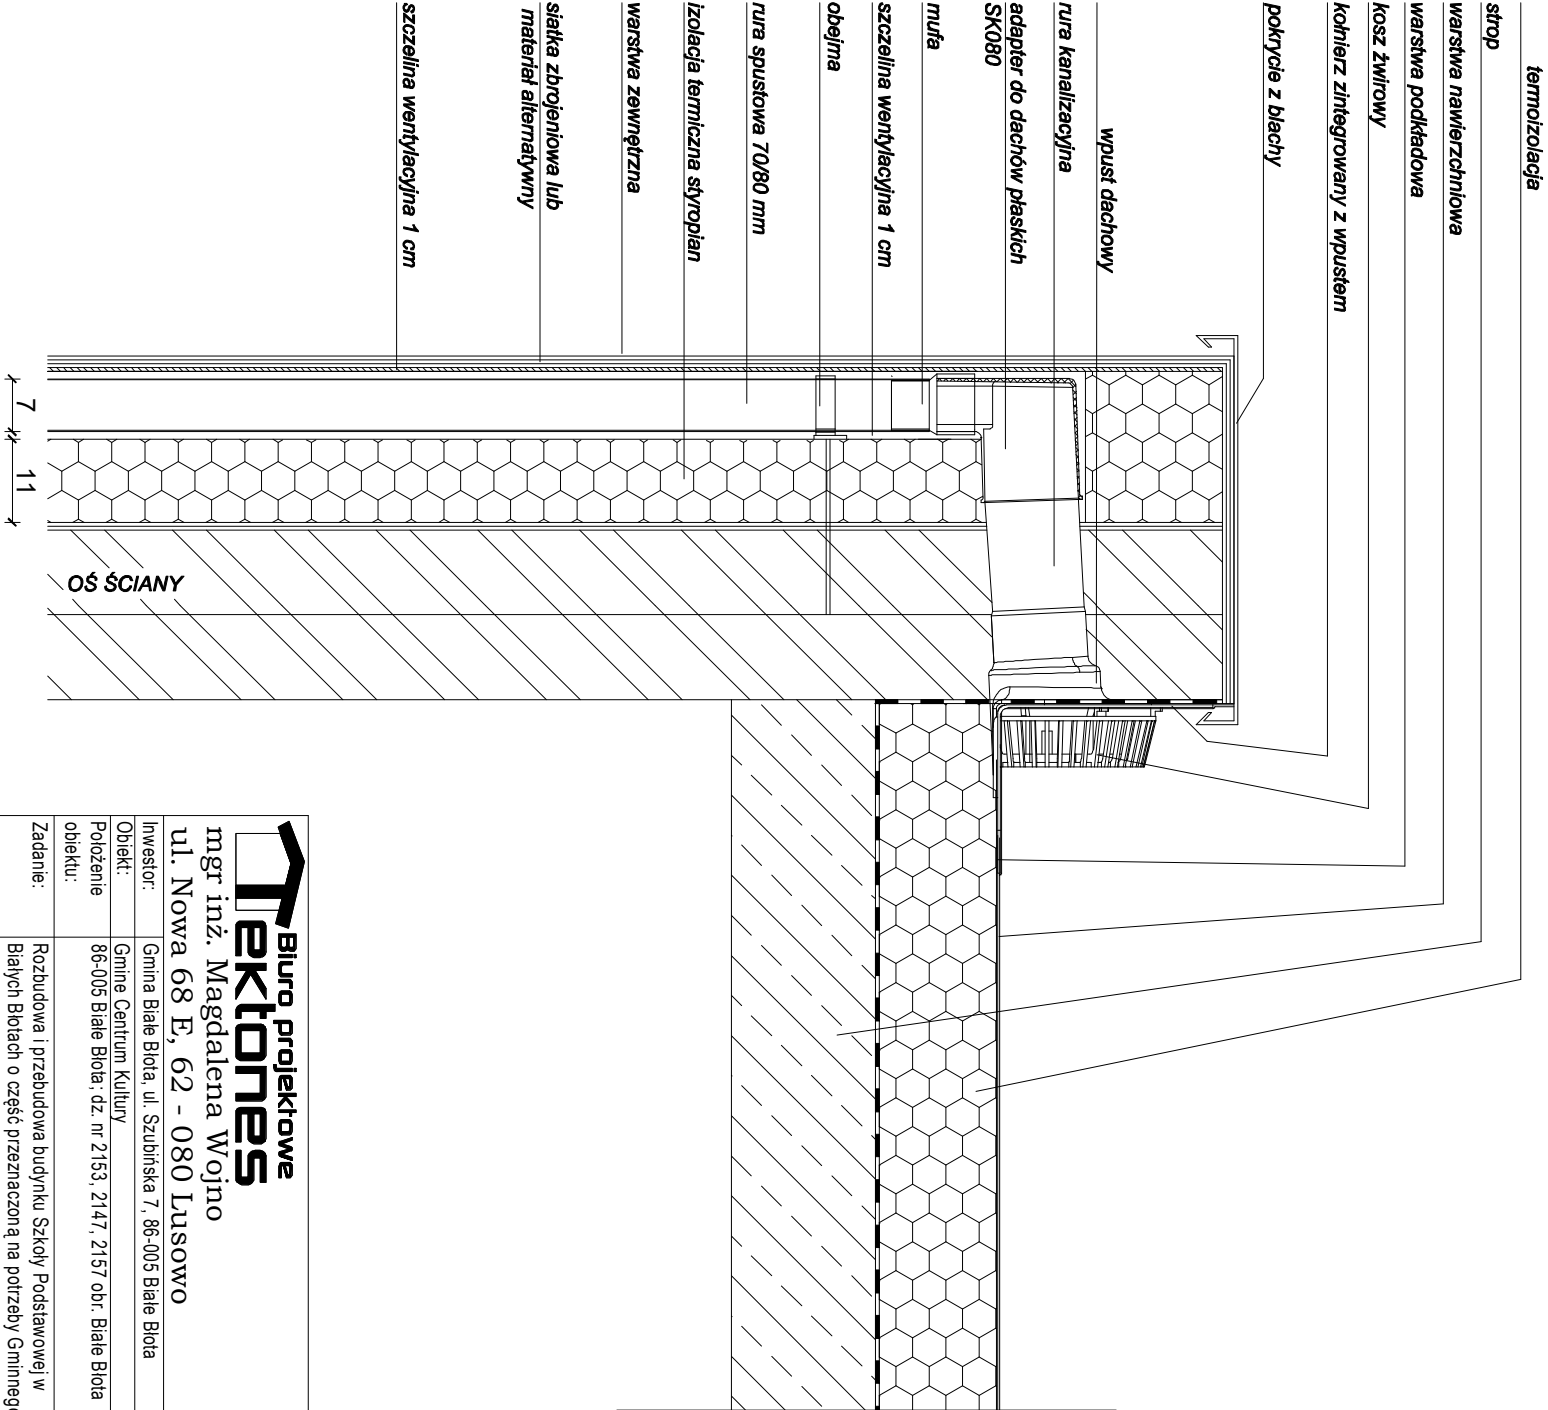 termoizolacja
strop
warstwa nawierzchniowa
warstwa podkładowa
kosz żwirowy
kołnierz zintegrowany z wpustem
pokrycie z blachy
wpust dachowy
rura kanalizacyjna
adapter do dachów płaskich
SK080
mufa
szczelina wentylacyjna 1 cm
obejma
rura spustowa 70/80 mm
izolacja termiczna styropian
warstwa zewnętrzna
siatka zbrojeniowa lub
materiał alternatywny
szczelina wentylacyjna 1 cm
7
11
OŚ ŚCIANY
Biuro projektowe
Tektones
mgr inż. Magdalena Wojno
ul. Nowa 68 E, 62 - 080 Lusowo
Inwestor: Gmina Białe Błota, ul. Szubińska 7, 86-005 Białe Błota
Obiekt: Gmine Centrum Kultury
Położenie obiektu: 86-005 Białe Błota; dz. nr 2153, 2147, 2157 obr. Białe Błota
Zadanie: Rozbudowa i przebudowa budynku Szkoły Podstawowej w
Białych Błotach o część przeznaczoną na potrzeby Gminnego